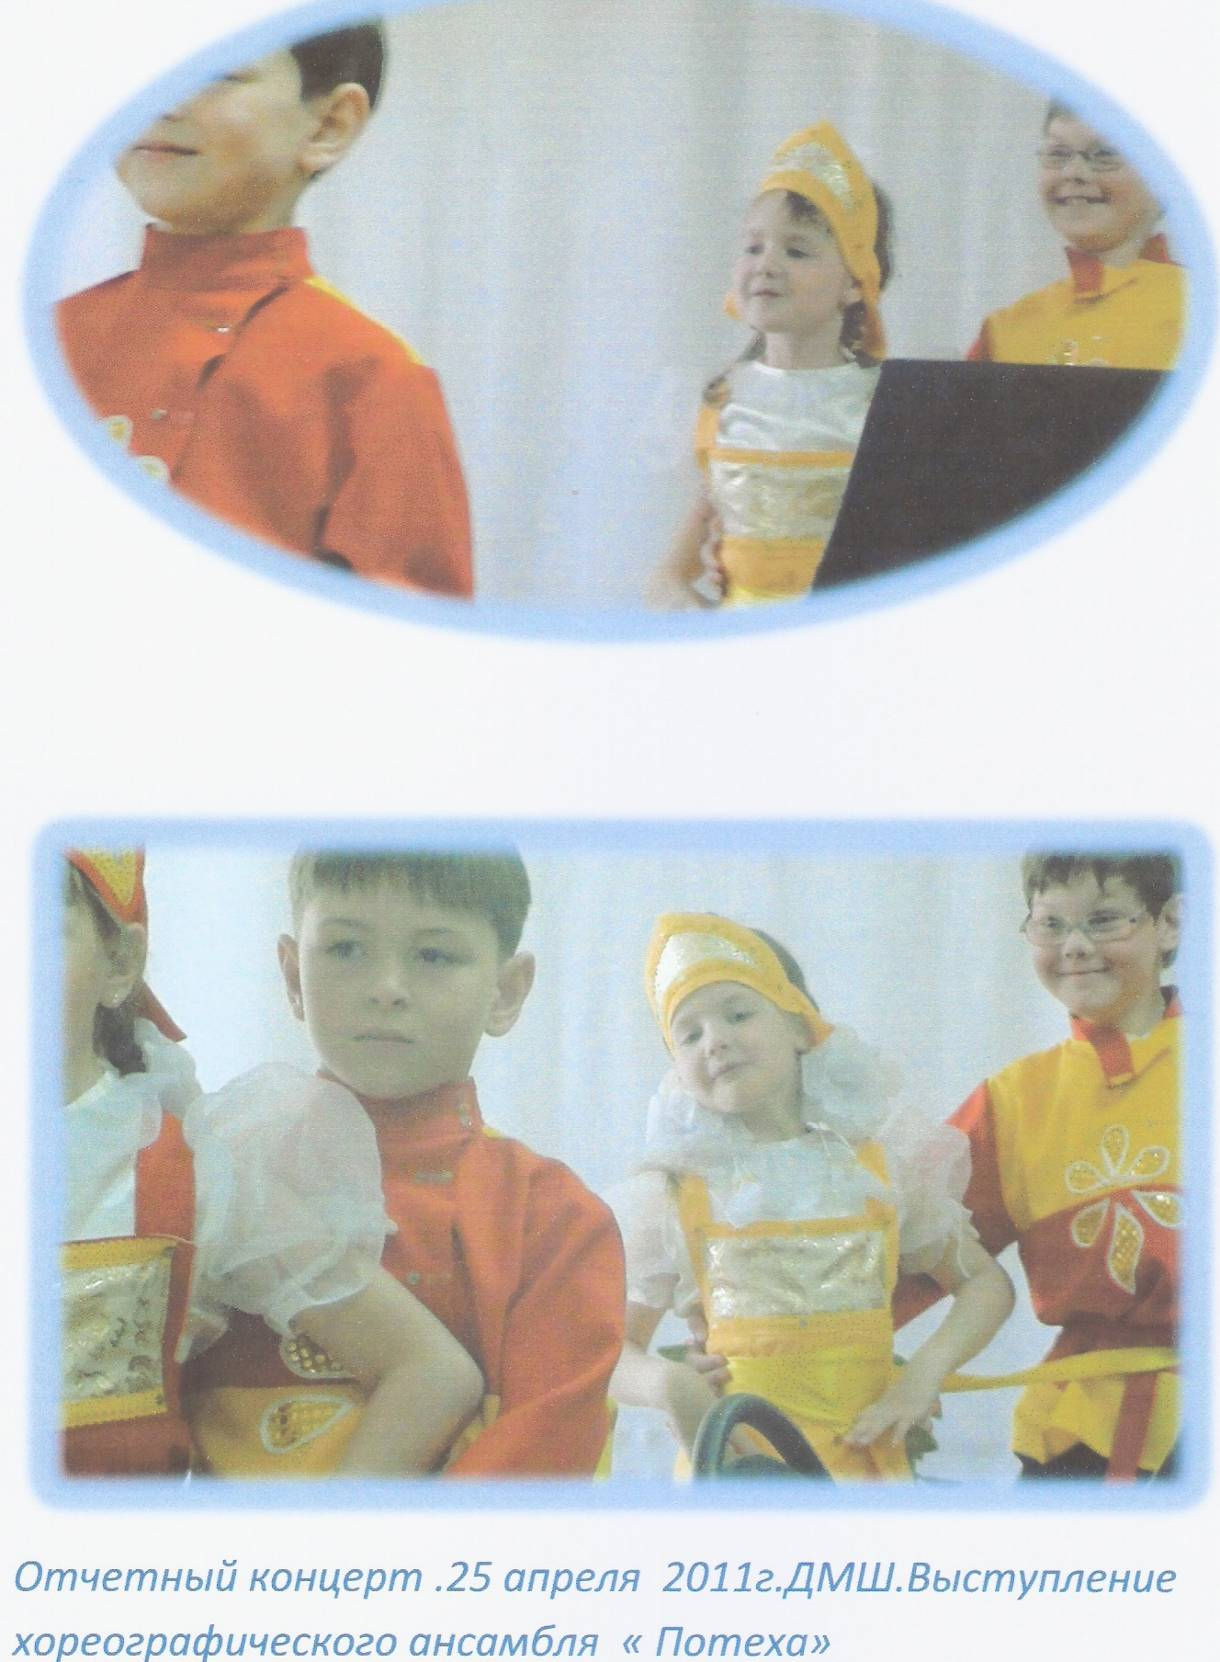 Отчетный концерт .25 апреля 2011г.ДМШ.Выступление
хореографического ансамбля « Потеха»